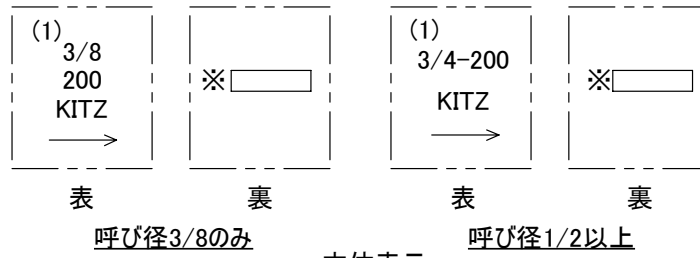 (1)
3/8
200
KITZ
※
(1)
3/4-200
KITZ
※
表
裏
表
裏
呼び径3/8のみ
呼び径1/2以上